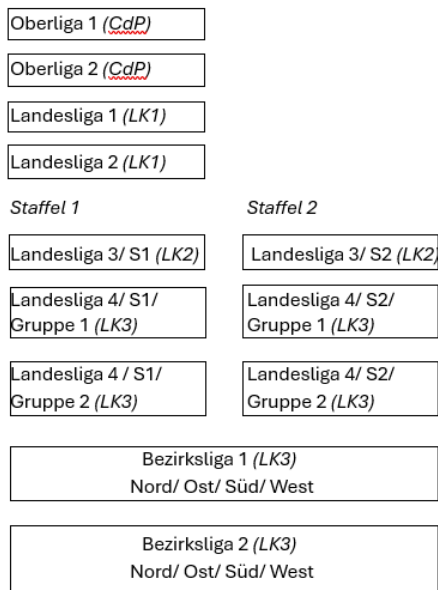 Oberliga 1 (CdP)
Oberliga 2 (CdP)
Landesliga 1 (LK1)
Landesliga 2 (LK1)
Staffel 1
Staffel 2
Landesliga 3/ S1 (LK2)
Landesliga 3/ S2 (LK2)
Landesliga 4/ S1/
Gruppe 1 (LK3)
Landesliga 4/ S2/
Gruppe 1 (LK3)
Landesliga 4 / S1/
Gruppe 2 (LK3)
Landesliga 4/ S2/
Gruppe 2 (LK3)
Bezirksliga 1 (LK3)
Nord/ Ost/ Süd/ West
Bezirksliga 2 (LK3)
Nord/ Ost/ Süd/ West